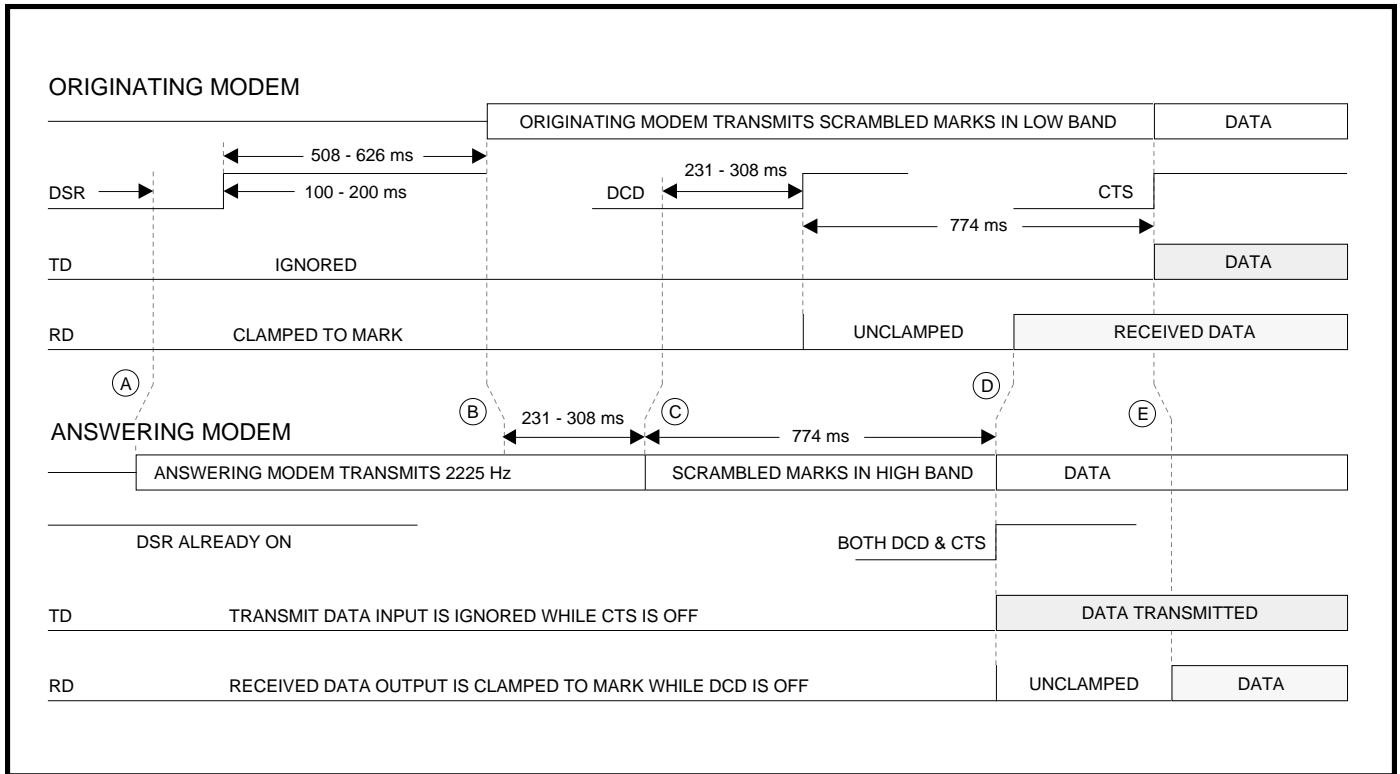 ORIGINATING MODEM
ORIGINATING MODEM TRANSMITS SCRAMBLED MARKS IN LOW BAND
DATA
508 - 626 ms
DSR
100 - 200 ms
DCD
231 - 308 ms
CTS
774 ms
TD
IGNORED
DATA
RD
CLAMPED TO MARK
UNCLAMPED
RECEIVED DATA
A
B
C
D
E
ANSWERING MODEM
231 - 308 ms
774 ms
ANSWERING MODEM TRANSMITS 2225 Hz
SCRAMBLED MARKS IN HIGH BAND
DATA
DSR ALREADY ON
BOTH DCD & CTS
TD
TRANSMIT DATA INPUT IS IGNORED WHILE CTS IS OFF
DATA TRANSMITTED
RD
RECEIVED DATA OUTPUT IS CLAMPED TO MARK WHILE DCD IS OFF
UNCLAMPED
DATA